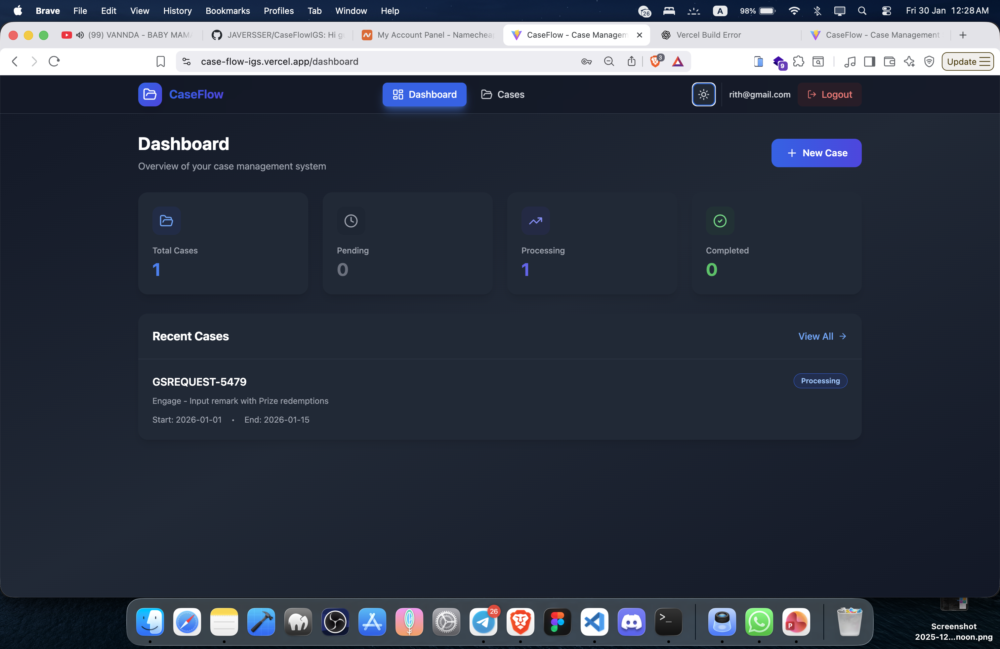 Brave File Edit View History Bookmarks Profiles Tab Window Help 26 A 98% Fri 30 Jan 12:28 AM
(99) VANNDA - BABY MAMA JAVERSSER/CaseFlowIGS: Hi gu My Account Panel - Namecheap CaseFlow - Case Managem Vercel Build Error CaseFlow - Case Management
case-flow-igs.vercel.app/dashboard 3 9 Update
CaseFlow Dashboard Cases rith@gmail.com Logout
Dashboard
Overview of your case management system
+ New Case
Total Cases
1
Pending
0
Processing
1
Completed
0
Recent Cases View All →
GSREQUEST-5479 Processing
Engage - Input remark with Prize redemptions
Start: 2026-01-01 • End: 2026-01-15
26
>_
P
Screenshot
2025-12...noon.png